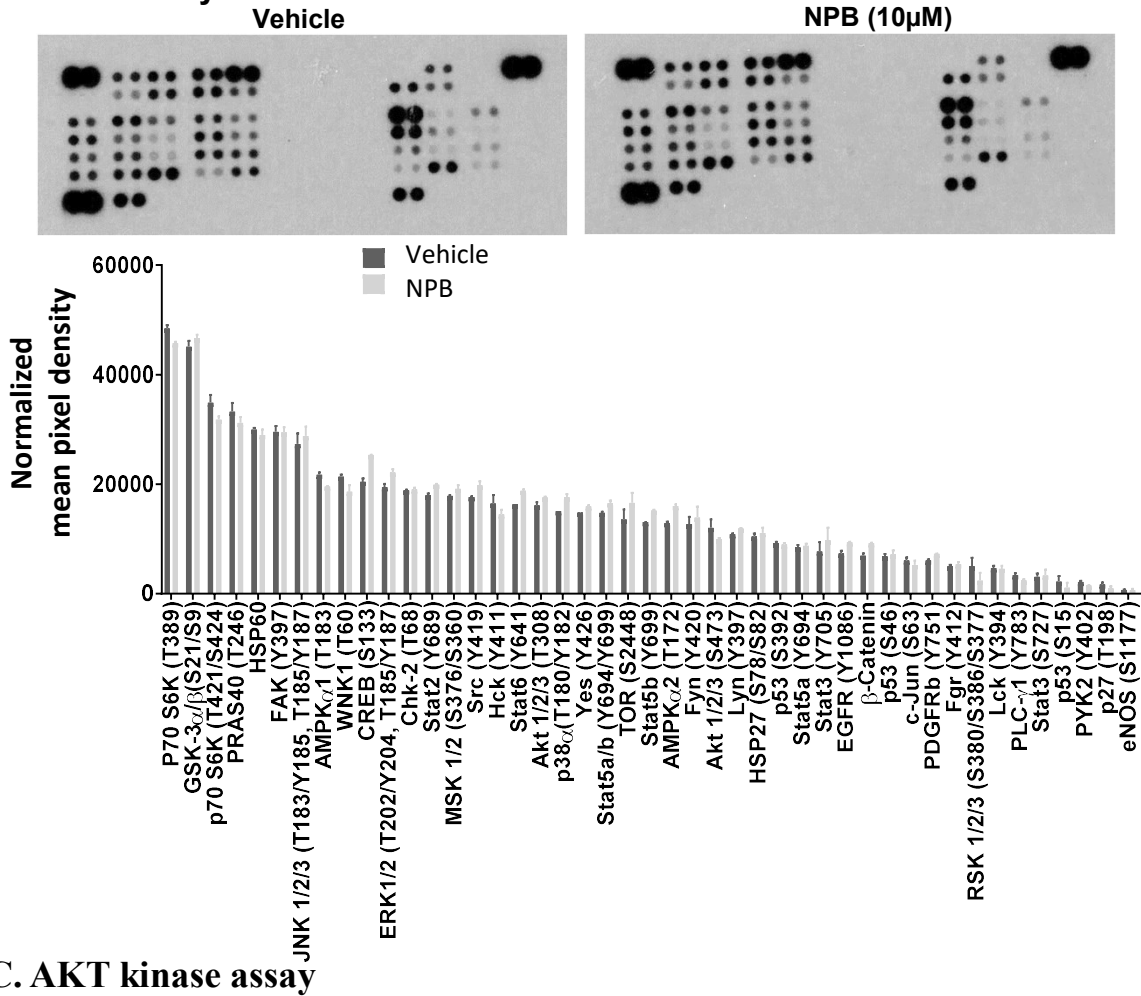 Vehicle
NPB (10µM)
Vehicle
NPB
Normalized
mean pixel density
60000
40000
20000
0
P70 S6K (T389)
GSK-3α/β(S21/S9)
p70 S6K (T421/S424)
PRAS40 (T246)
HSP60
FAK (Y397)
JNK 1/2/3 (T183/Y185, T185/Y187)
AMPKα1 (T183)
WNK1 (T60)
CREB (S133)
ERK1/2 (T202/Y204, T185/Y187)
Chk-2 (T68)
Stat2 (Y689)
MSK 1/2 (S376/S360)
Src (Y419)
Hck (Y411)
Stat6 (Y641)
Akt 1/2/3 (T308)
p38α(T180/Y182)
Yes (Y426)
Stat5a/b (Y694/Y699)
TOR (S2448)
Stat5b (Y699)
AMPKα2 (T172)
Fyn (Y420)
Akt 1/2/3 (S473)
Lyn (Y397)
HSP27 (S78/S82)
p53 (S392)
Stat5a (Y694)
Stat3 (Y705)
EGFR (Y1086)
β-Catenin
p53 (S46)
c-Jun (S63)
PDGFRb (Y751)
Fgr (Y412)
RSK 1/2/3 (S380/S386/S377)
Lck (Y394)
PLC-γ1 (Y783)
Stat3 (S727)
p53 (S15)
PYK2 (Y402)
p27 (T198)
eNOS (S1177)
C. AKT kinase assay